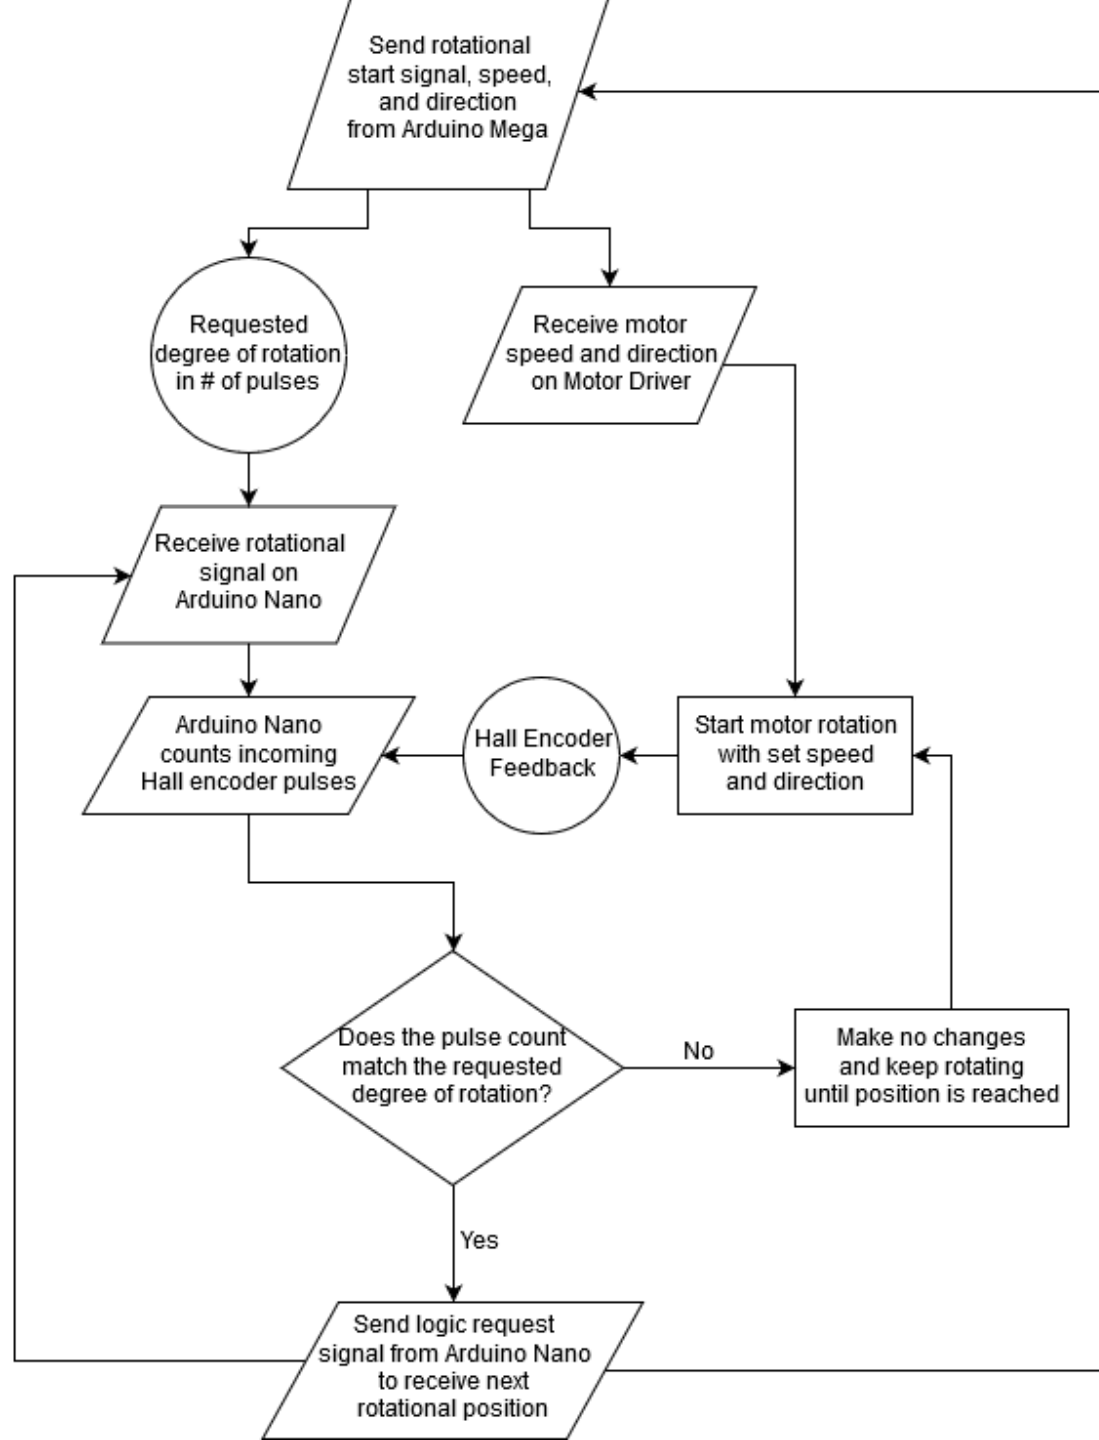 Send rotational
start signal, speed,
and direction
from Arduino Mega
Requested
degree of rotation
in # of pulses
Receive motor
speed and direction
on Motor Driver
Receive rotational
signal on
Arduino Nano
Arduino Nano
counts incoming
Hall encoder pulses
Hall Encoder
Feedback
Start motor rotation
with set speed
and direction
Does the pulse count
match the requested
degree of rotation?
No
Make no changes
and keep rotating
until position is reached
Yes
Send logic request
signal from Arduino Nano
to receive next
rotational position